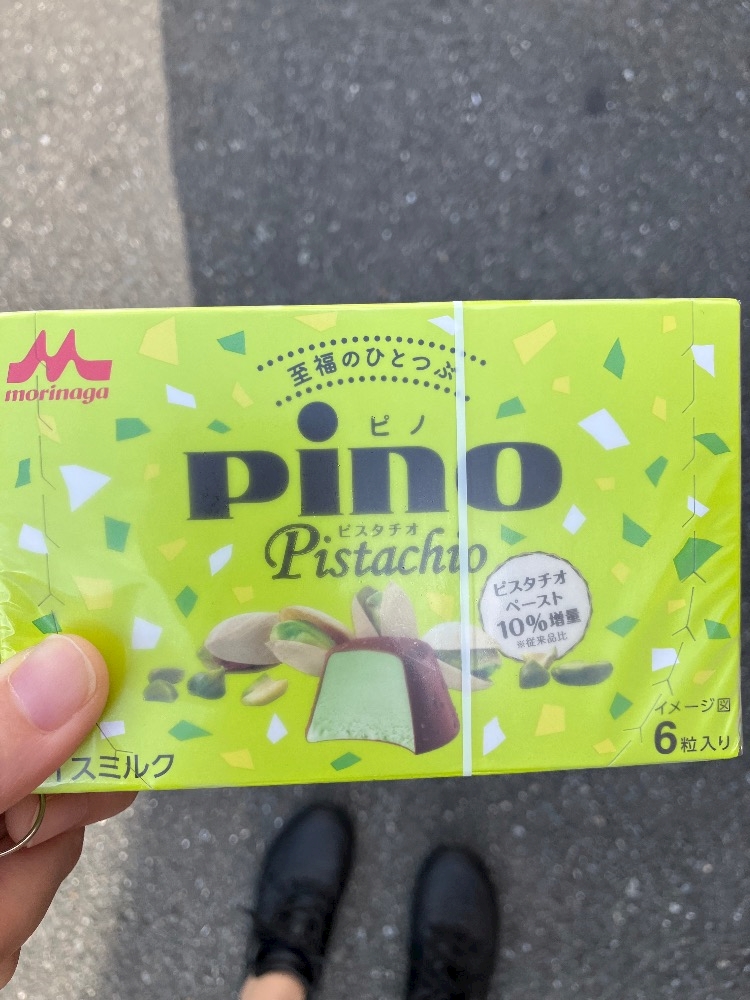 morinaga
至福のひとつぶ
ピノ
pino
ピスタチオ
Pistachio
ピスタチオ
ペースト
10%増量
※従来品比
イメージ図
6粒入り
イスミルク